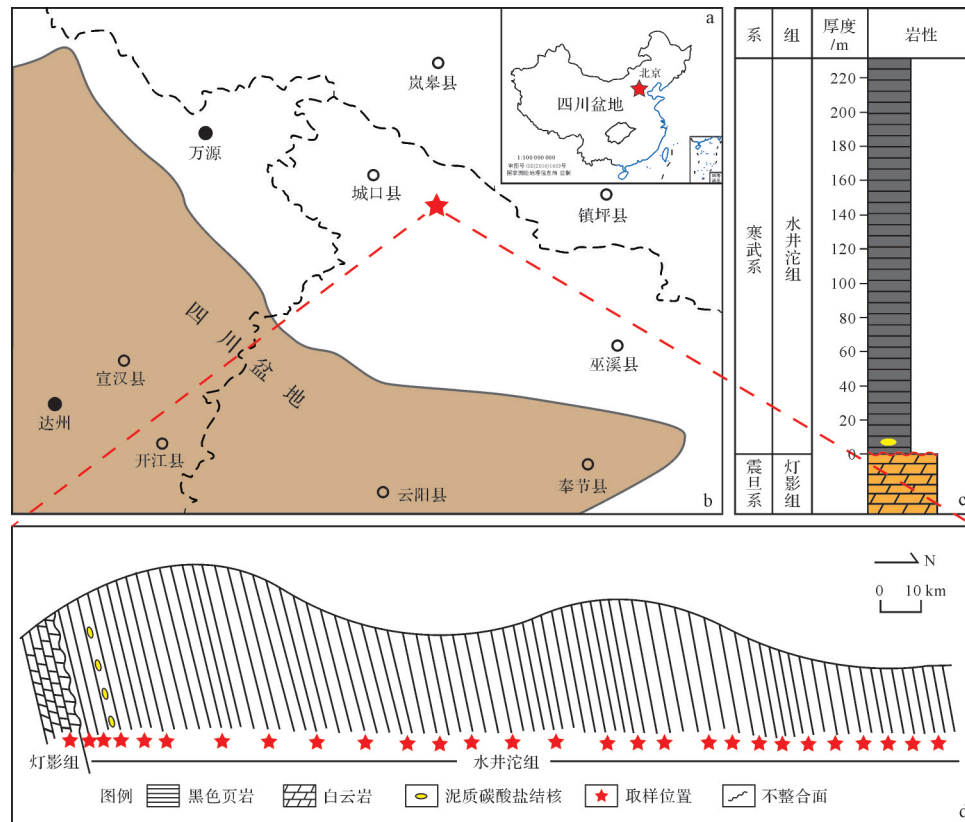 a
岚皋县
万源
城口县
镇坪县
四川盆地
宣汉县
达州
开江县
巫溪县
云阳县
奉节县
b
北京
四川盆地
1:100 000 000
系
组
厚度
/m
岩性
220
200
180
160
140
120
100
80
60
40
20
0
寒武系
水井沱组
震旦系
灯影组
c
N
0 10 km
灯影组
水井沱组
图例
黑色页岩
白云岩
泥质碳酸盐结核
取样位置
不整合面
d